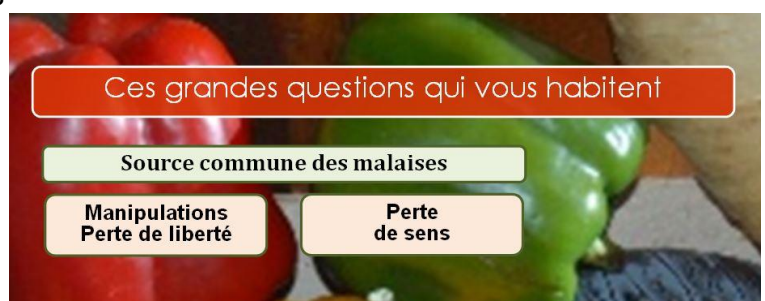 Ces grandes questions qui vous habitent
Source commune des malaises
Manipulations
Perte de liberté
Perte
de sens